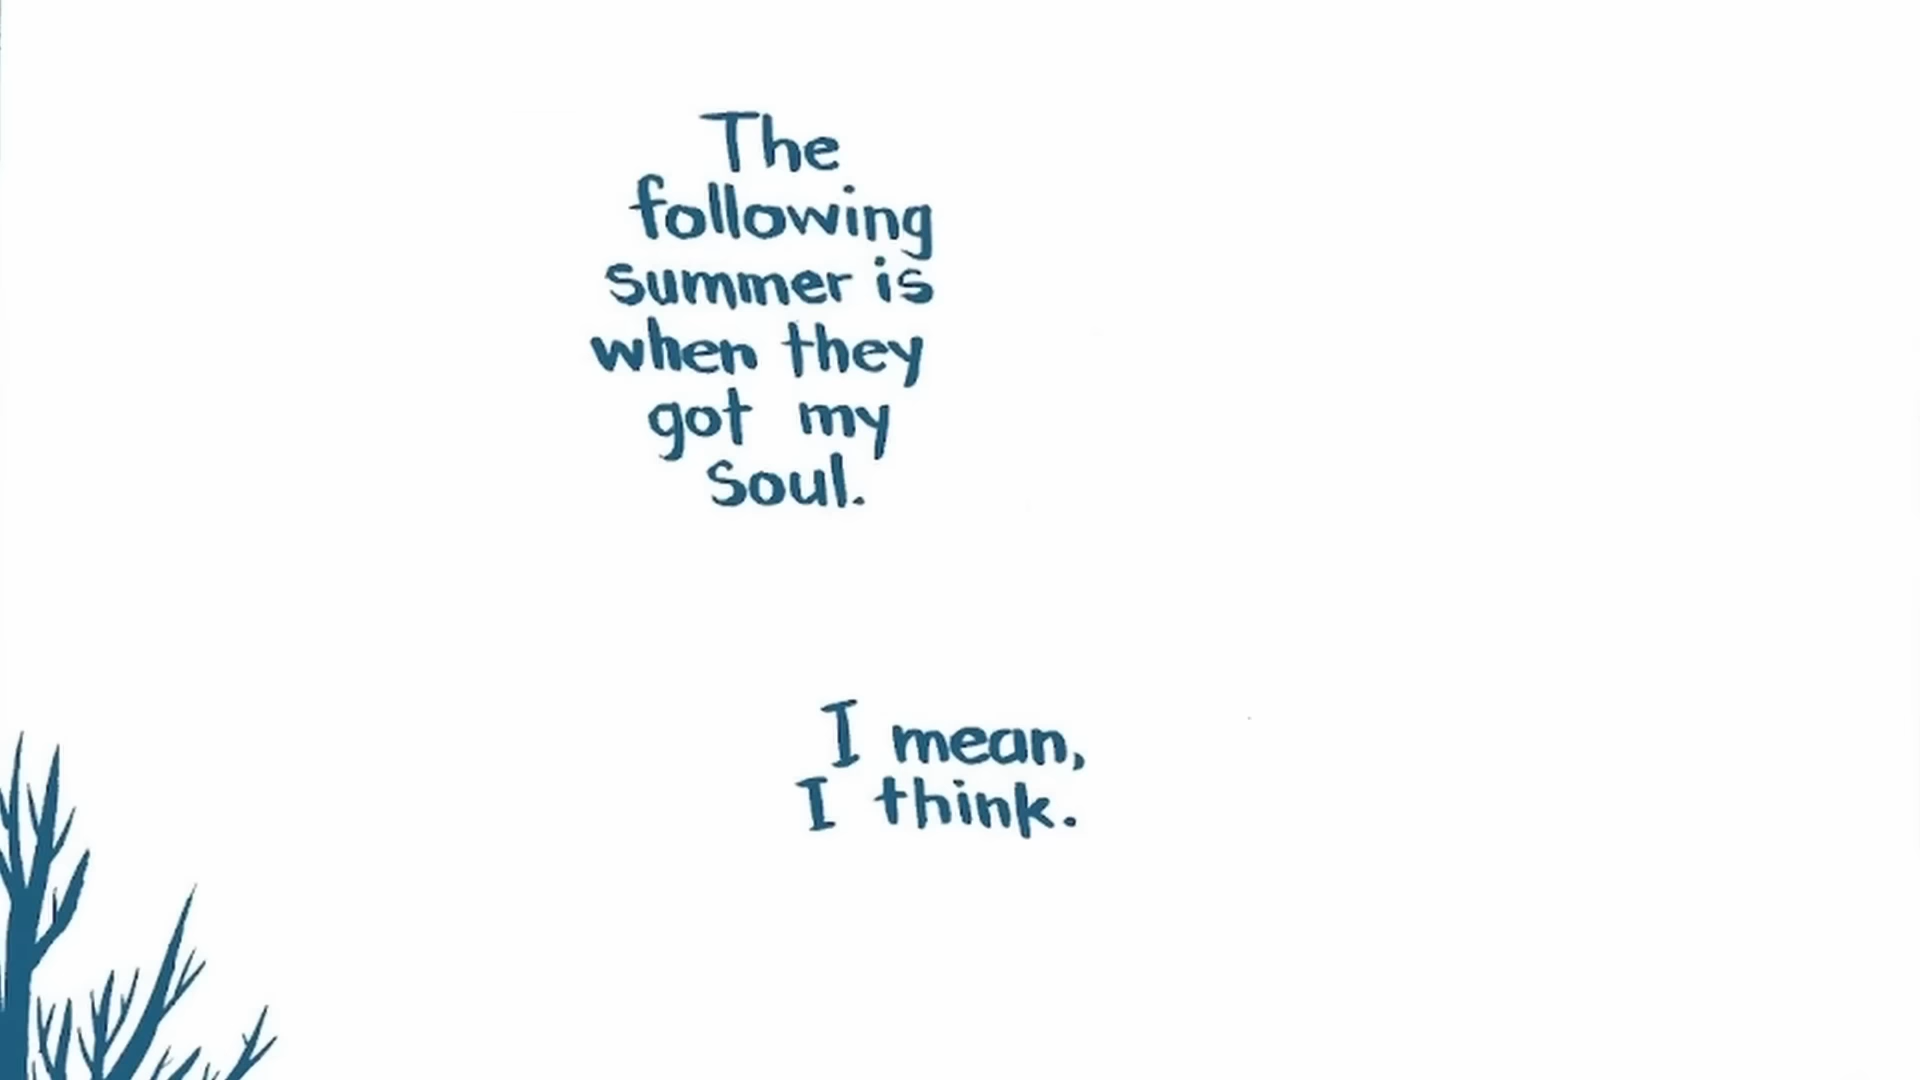 The
following
summer is
when they
got my
soul.
I mean,
I think.